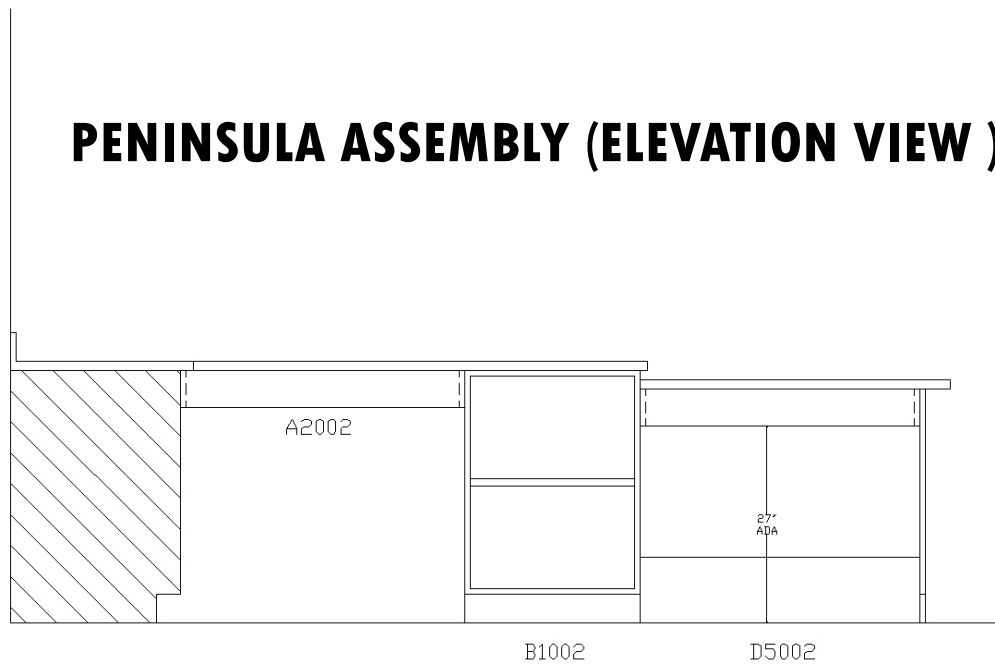 PENINSULA ASSEMBLY (ELEVATION VIEW )
A2002
27"
ADA
B1002 D5002